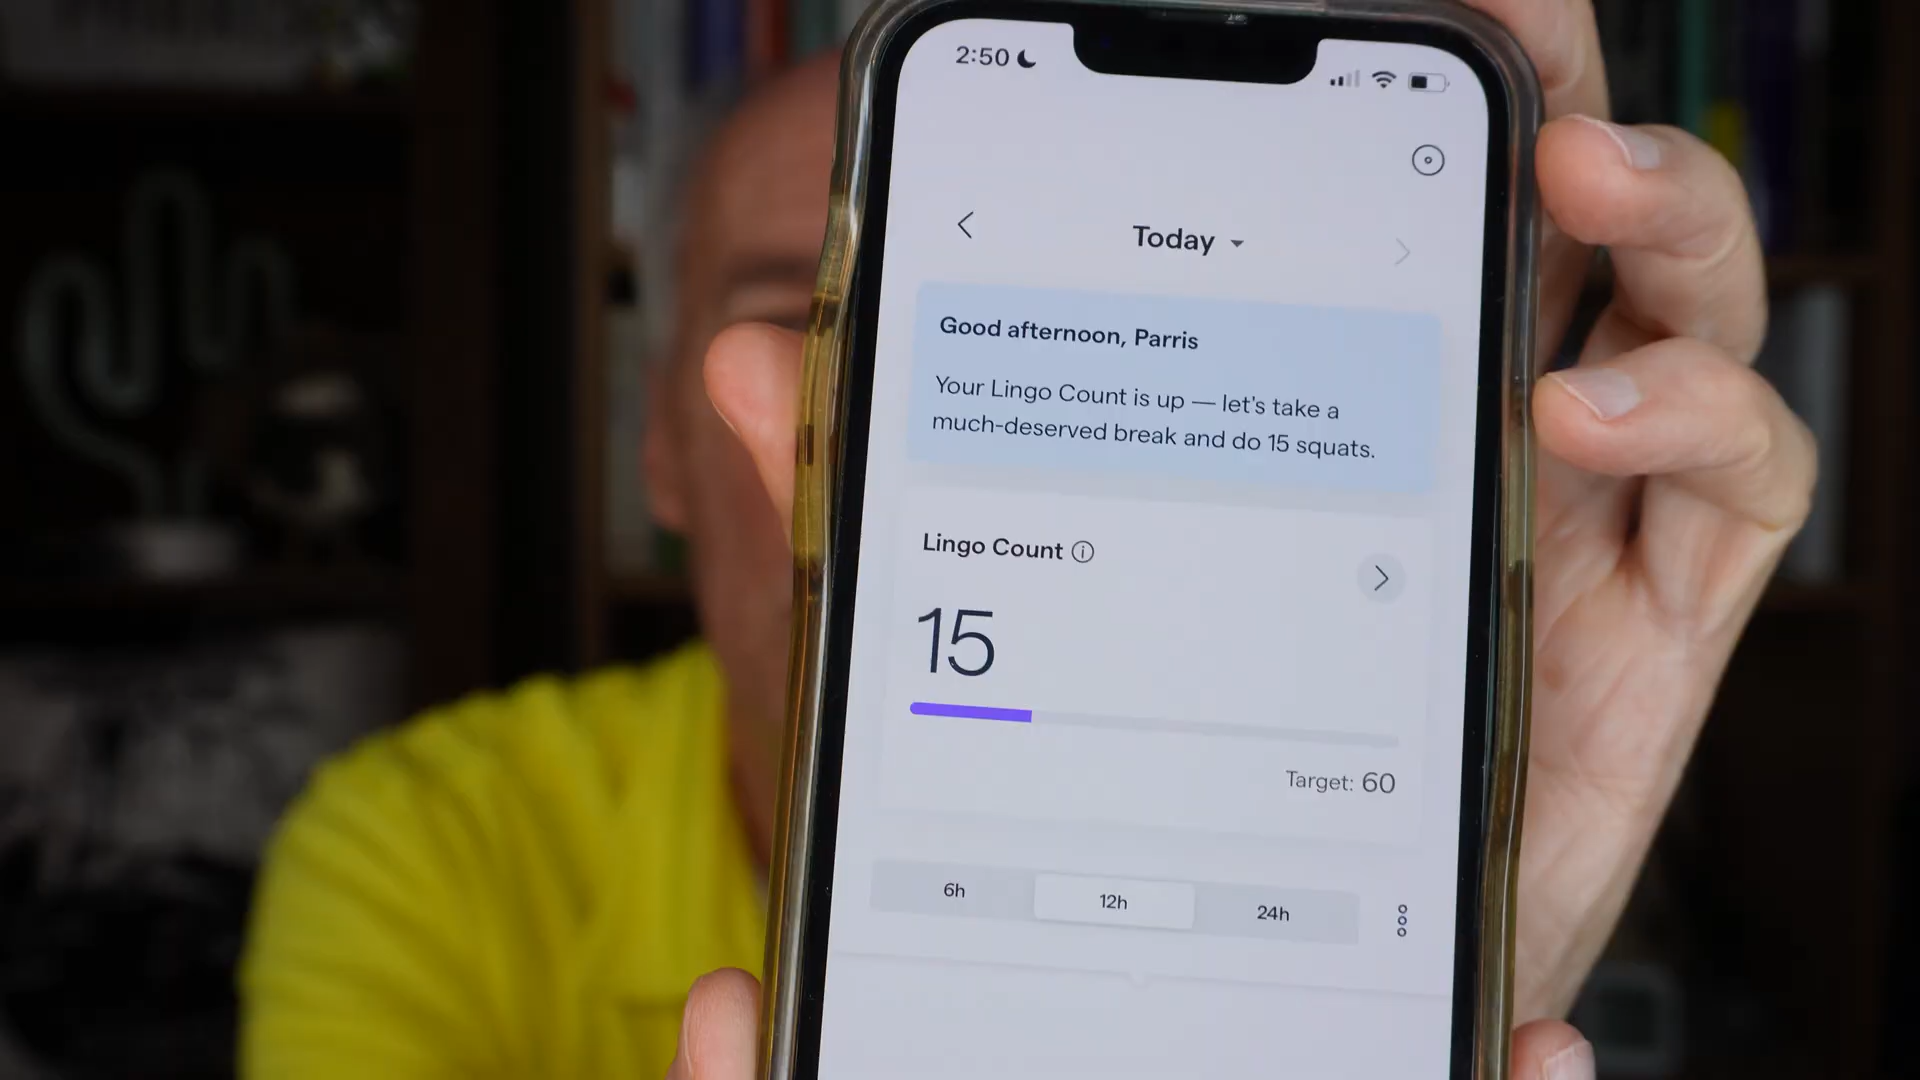 2:50
Today
Good afternoon, Parris
Your Lingo Count is up — let's take a
much-deserved break and do 15 squats.
Lingo Count
15
Target: 60
6h
12h
24h